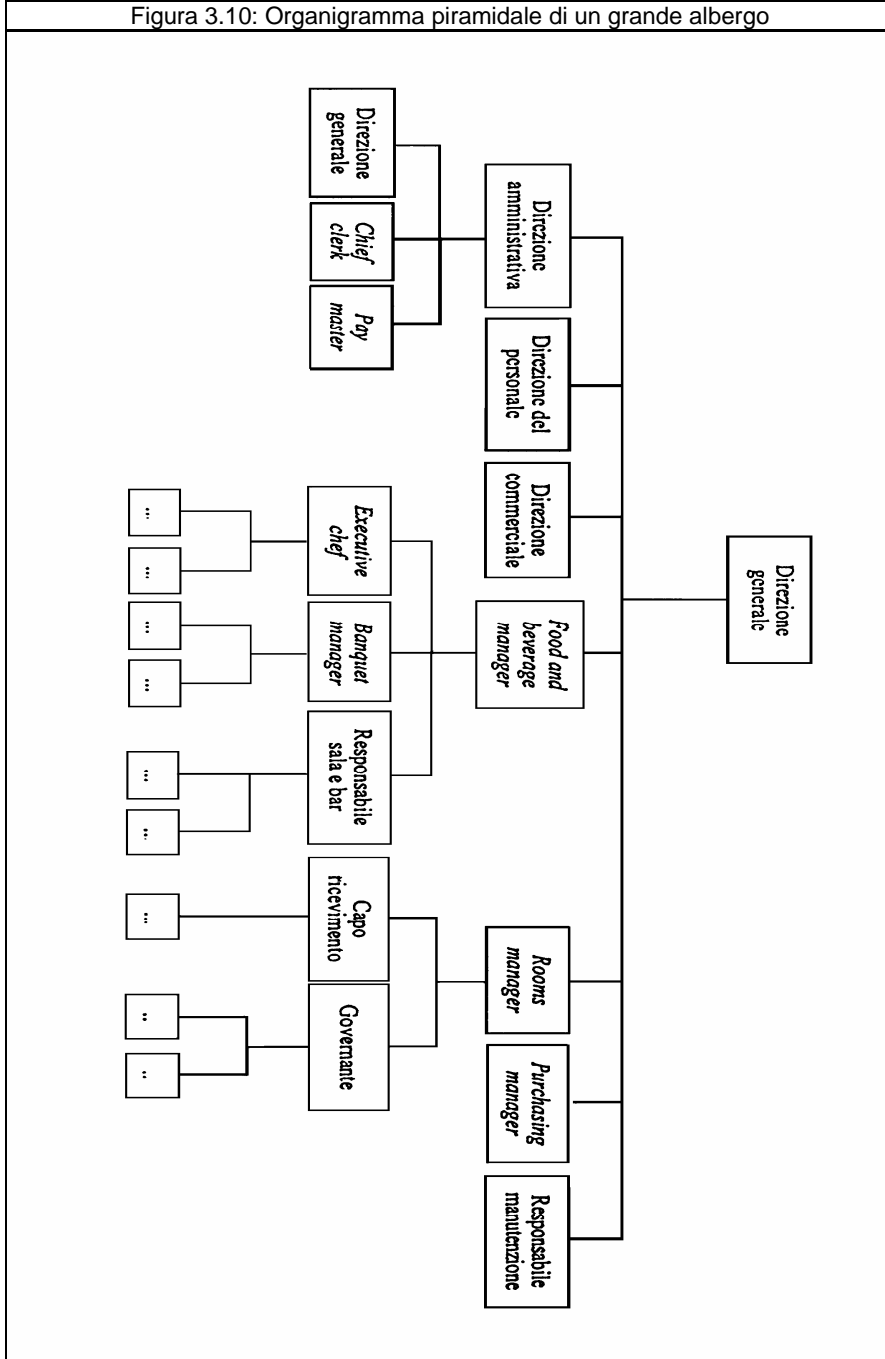 Figura 3.10: Organigramma piramidale di un grande albergo
Direzione
generale
Direzione
amministrativa
Direzione del
personale
Direzione
commerciale
Food and
beverage
manager
Rooms
manager
Purchasing
manager
Responsabile
manutenzione
Direzione
generale
Chief
clerk
Pay
master
Executive
chef
Banquet
manager
Responsabile
sala e bar
Capo
ricevimento
Governante
...
...
...
...
...
...
...
..
..